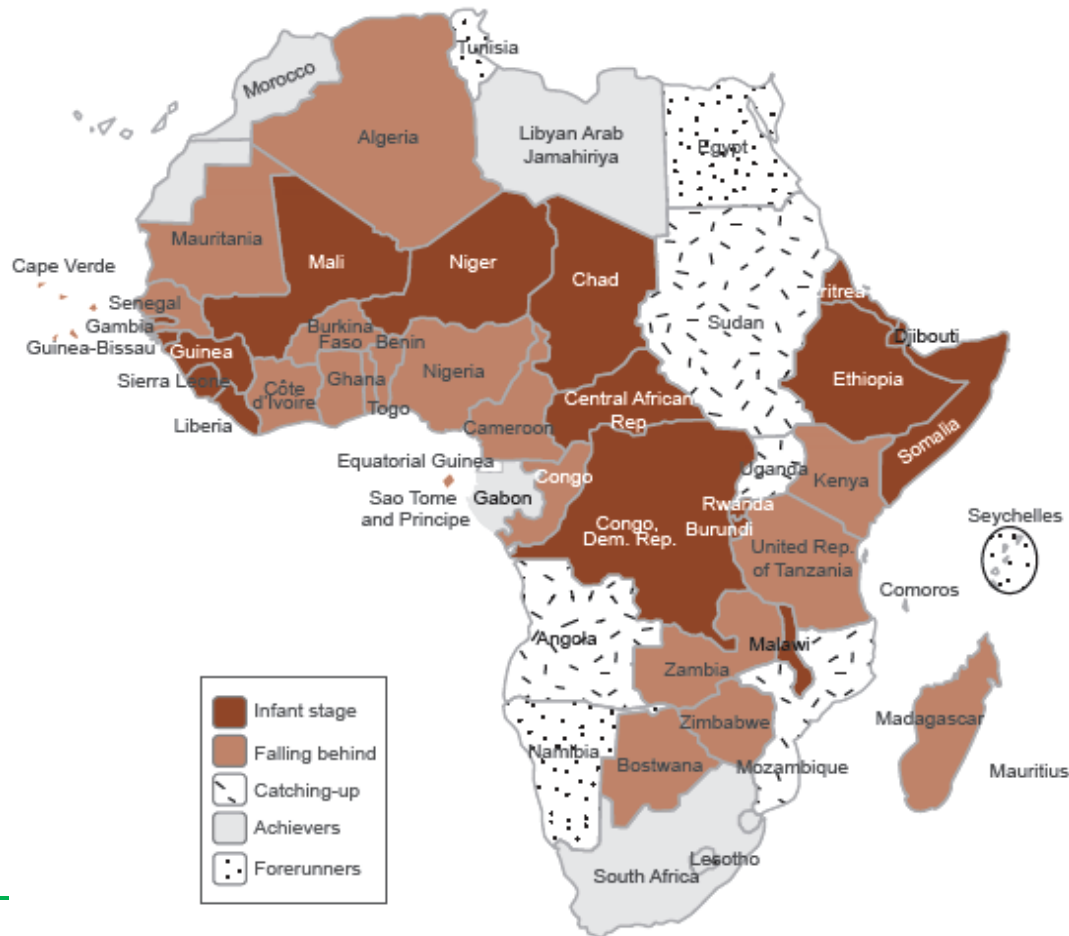 Tunisia
Morocco
Algeria
Libyan Arab
Jamahiriya
Egypt
Mauritania
Mali
Niger
Chad
Cape Verde
Senegal
Gambia
Guinea-Bissau
Guinea
Sierra Leone
Liberia
Burkina
Faso
Benin
Côte
d'Ivoire
Ghana
Togo
Nigeria
Sudan
Eritrea
Djibouti
Ethiopia
Somalia
Central African
Rep
Cameroon
Equatorial Guinea
Sao Tome
and Principe
Gabon
Congo
Congo,
Dem. Rep.
Uganda
Kenya
Rwanda
Burundi
United Rep.
of Tanzania
Seychelles
Comoros
Angola
Zambia
Malawi
Namibia
Zimbabwe
Bostwana
Mozambique
Madagascar
Mauritius
South Africa
Lesotho
Infant stage
Falling behind
Catching-up
Achievers
Forerunners